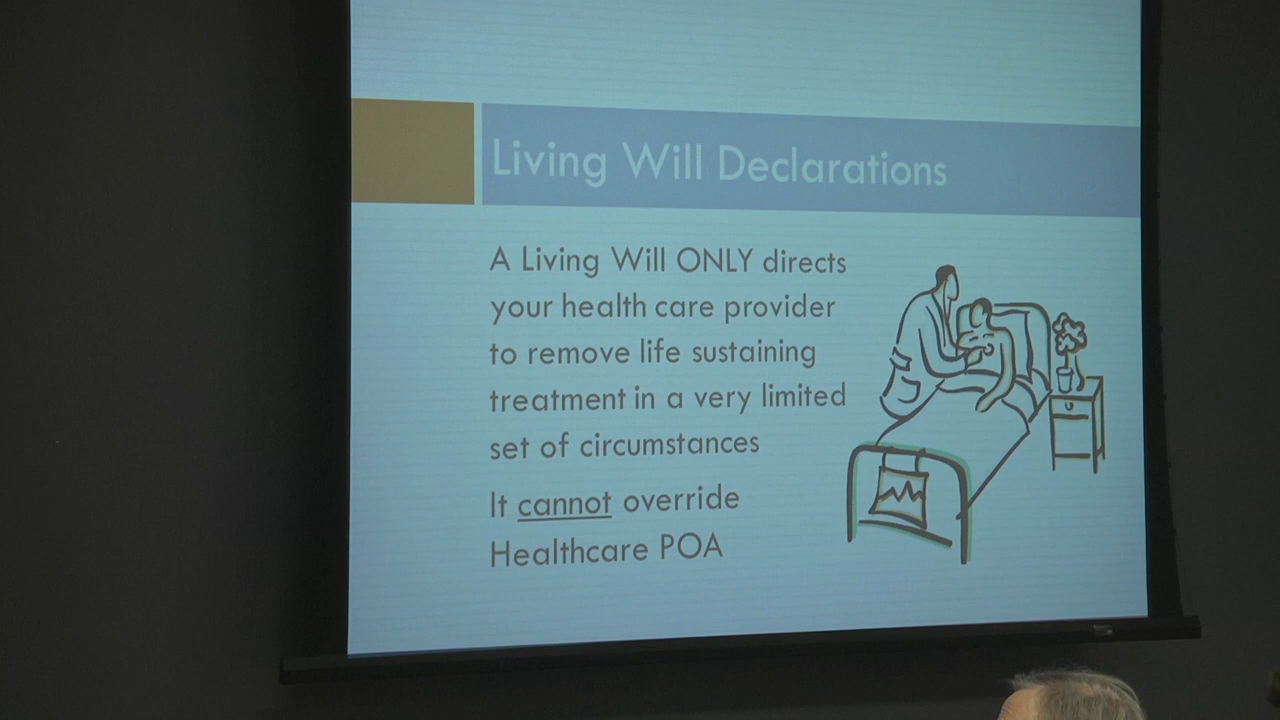 Living Will Declarations
A Living Will ONLY directs
your health care provider
to remove life sustaining
treatment in a very limited
set of circumstances
It cannot override
Healthcare POA